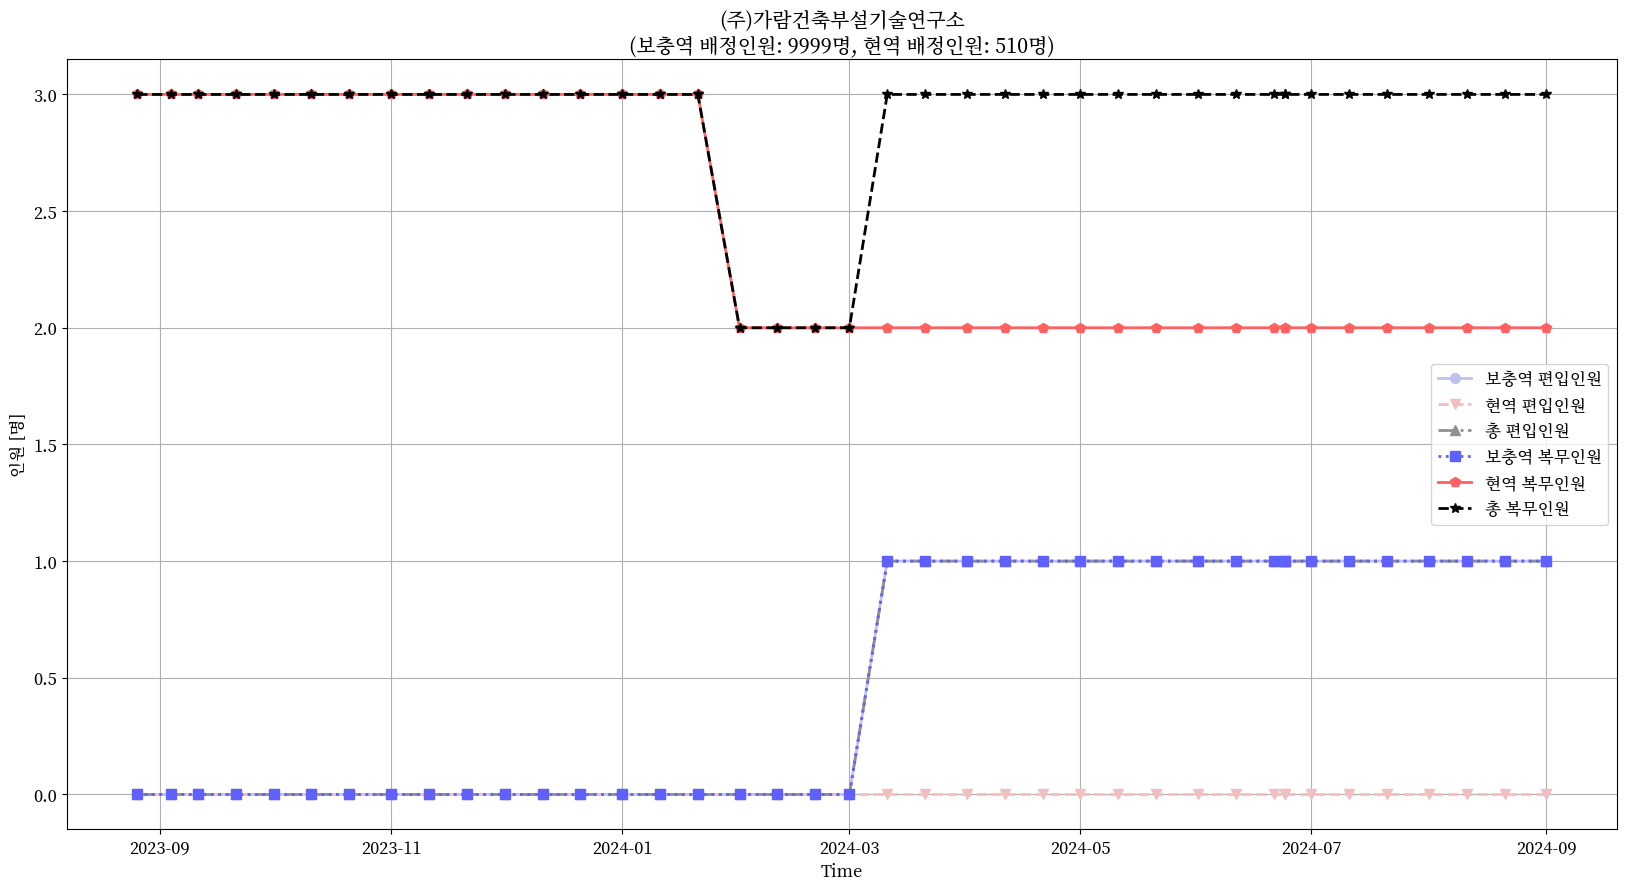 (주)가람건축부설기술연구소
(보충역 배정인원: 9999명, 현역 배정인원: 510명)
인원 [명]
3.0
2.5
2.0
1.5
1.0
0.5
0.0
보충역 편입인원
현역 편입인원
총 편입인원
보충역 복무인원
현역 복무인원
총 복무인원
2023-09
2023-11
2024-01
2024-03
2024-05
2024-07
2024-09
Time